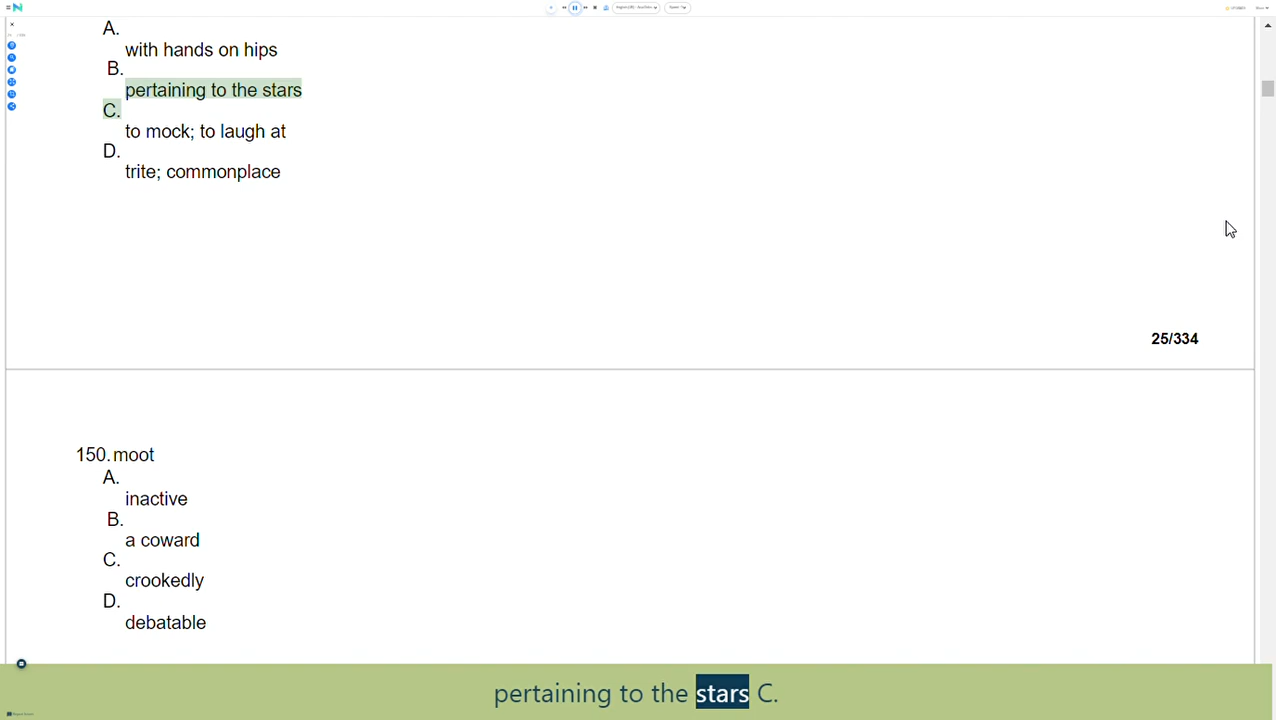 A.
with hands on hips
B.
pertaining to the stars
C.
to mock; to laugh at
D.
trite; commonplace
25/334
150. moot
A.
inactive
B.
a coward
C.
crookedly
D.
debatable
pertaining to the stars C.